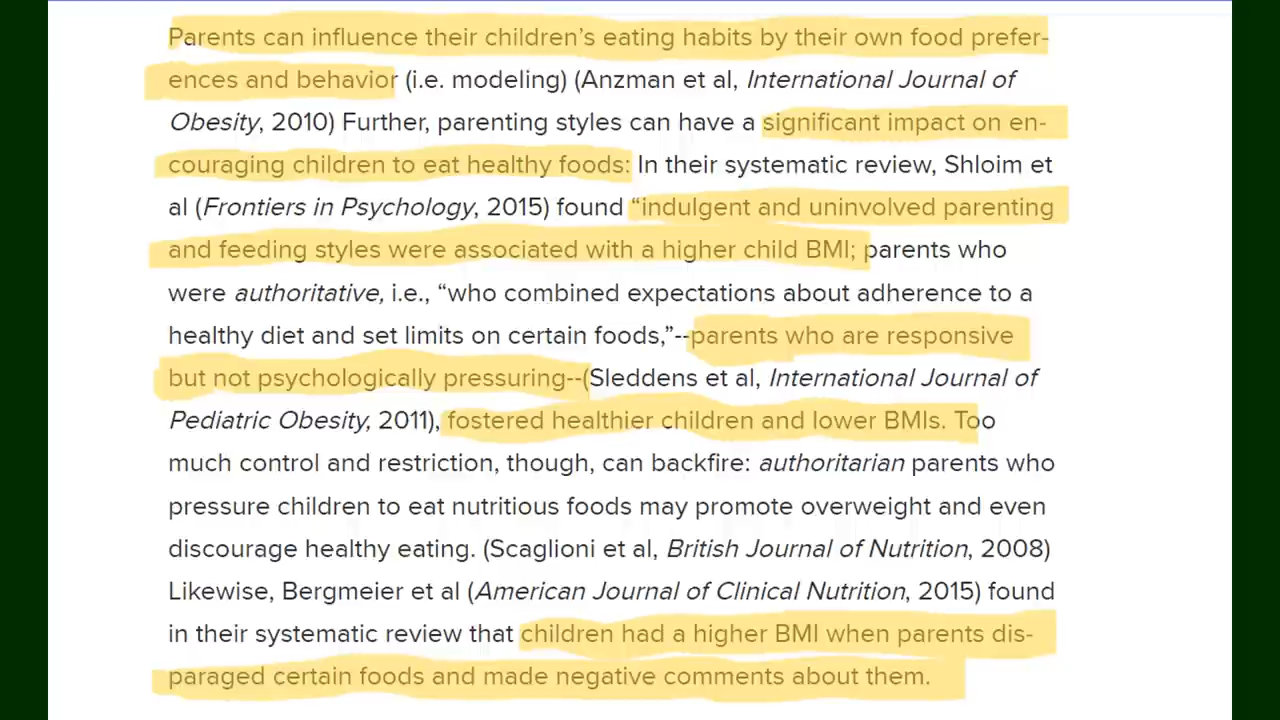 Parents can influence their children’s eating habits by their own food prefer-
ences and behavior (i.e. modeling) (Anzman et al, International Journal of
Obesity, 2010) Further, parenting styles can have a significant impact on en-
couraging children to eat healthy foods: In their systematic review, Shloim et
al (Frontiers in Psychology, 2015) found “indulgent and uninvolved parenting
and feeding styles were associated with a higher child BMI; parents who
were authoritative, i.e., “who combined expectations about adherence to a
healthy diet and set limits on certain foods,”--parents who are responsive
but not psychologically pressuring--(Sleddens et al, International Journal of
Pediatric Obesity, 2011), fostered healthier children and lower BMIs. Too
much control and restriction, though, can backfire: authoritarian parents who
pressure children to eat nutritious foods may promote overweight and even
discourage healthy eating. (Scaglioni et al, British Journal of Nutrition, 2008)
Likewise, Bergmeier et al (American Journal of Clinical Nutrition, 2015) found
in their systematic review that children had a higher BMI when parents dis-
paraged certain foods and made negative comments about them.